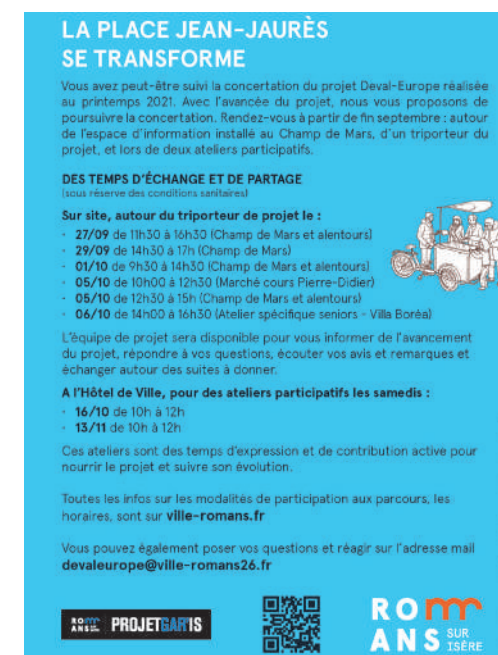 LA PLACE JEAN-JAURÈS
SE TRANSFORME
Vous avez peut-être suivi la concertation du projet Deval-Europe réalisée
au printemps 2021. Avec l'avancée du projet, nous vous proposons de
poursuivre la concertation. Rendez-vous à partir de fin septembre : autour
de l'espace d'information installé au Champ de Mars, d'un triporteur du
projet, et lors de deux ateliers participatifs.
DES TEMPS D'ÉCHANGE ET DE PARTAGE
(sous réserve des conditions sanitaires)
Sur site, autour du triporteur de projet le :
· 27/09 de 11h30 à 16h30 (Champ de Mars et alentours)
· 29/09 de 14h30 à 17h (Champ de Mars)
· 01/10 de 9h30 à 14h30 (Champ de Mars et alentours)
· 05/10 de 10h00 à 12h30 (Marché cours Pierre-Didier)
· 05/10 de 12h30 à 15h (Champ de Mars et alentours)
· 06/10 de 14h00 à 16h30 (Atelier spécifique seniors - Villa Boréa)
L'équipe de projet sera disponible pour vous informer de l'avancement
du projet, répondre à vos questions, écouter vos avis et remarques et
échanger autour des suites à donner.
A l'Hôtel de Ville, pour des ateliers participatifs les samedis :
· 16/10 de 10h à 12h
· 13/11 de 10h à 12h
Ces ateliers sont des temps d'expression et de contribution active pour
nourrir le projet et suivre son évolution.
Toutes les infos sur les modalités de participation aux parcours, les
horaires, sont sur ville-romans.fr
Vous pouvez également poser vos questions et réagir sur l'adresse mail
devaleurope@ville-romans26.fr
ROMANS PROJETGAR'IS
ROM
ANS SUR ISÈRE